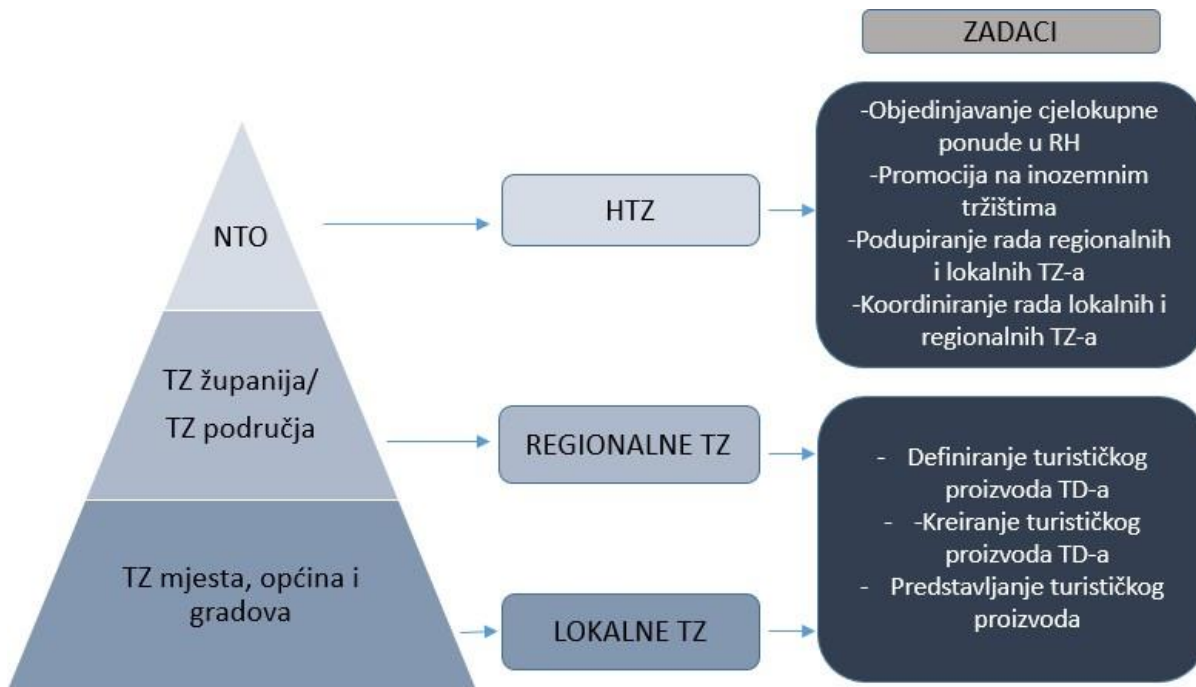 ZADACI
NTO
HTZ
-Objedinjavanje cjelokupne
ponude u RH
-Promocija na inozemnim
tržištima
-Podupiranje rada regionalnih
i lokalnih TZ-a
-Koordiniranje rada lokalnih i
regionalnih TZ-a
TZ županija/
TZ područja
REGIONALNE TZ
TZ mjesta, općina i
gradova
LOKALNE TZ
- Definiranje turističkog
proizvoda TD-a
- -Kreiranje turističkog
proizvoda TD-a
- Predstavljanje turističkog
proizvoda